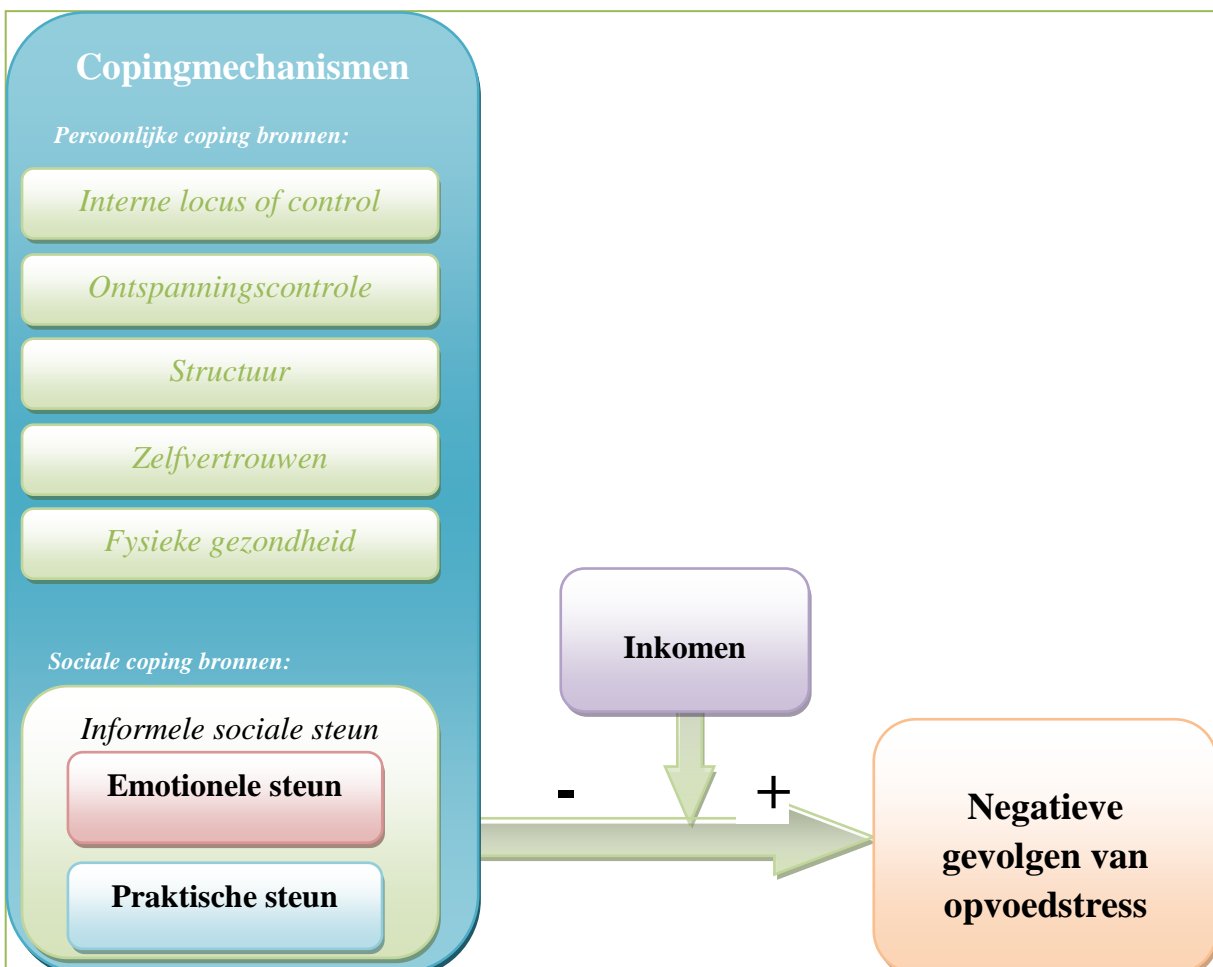 Copingmechanismen
Persoonlijke coping bronnen:
Interne locus of control
Ontspanningscontrole
Structuur
Zelfvertrouwen
Fysieke gezondheid
Sociale coping bronnen:
Informele sociale steun
Emotionele steun
Praktische steun
Inkomen
- +
Negatieve
gevolgen van
opvoedstress